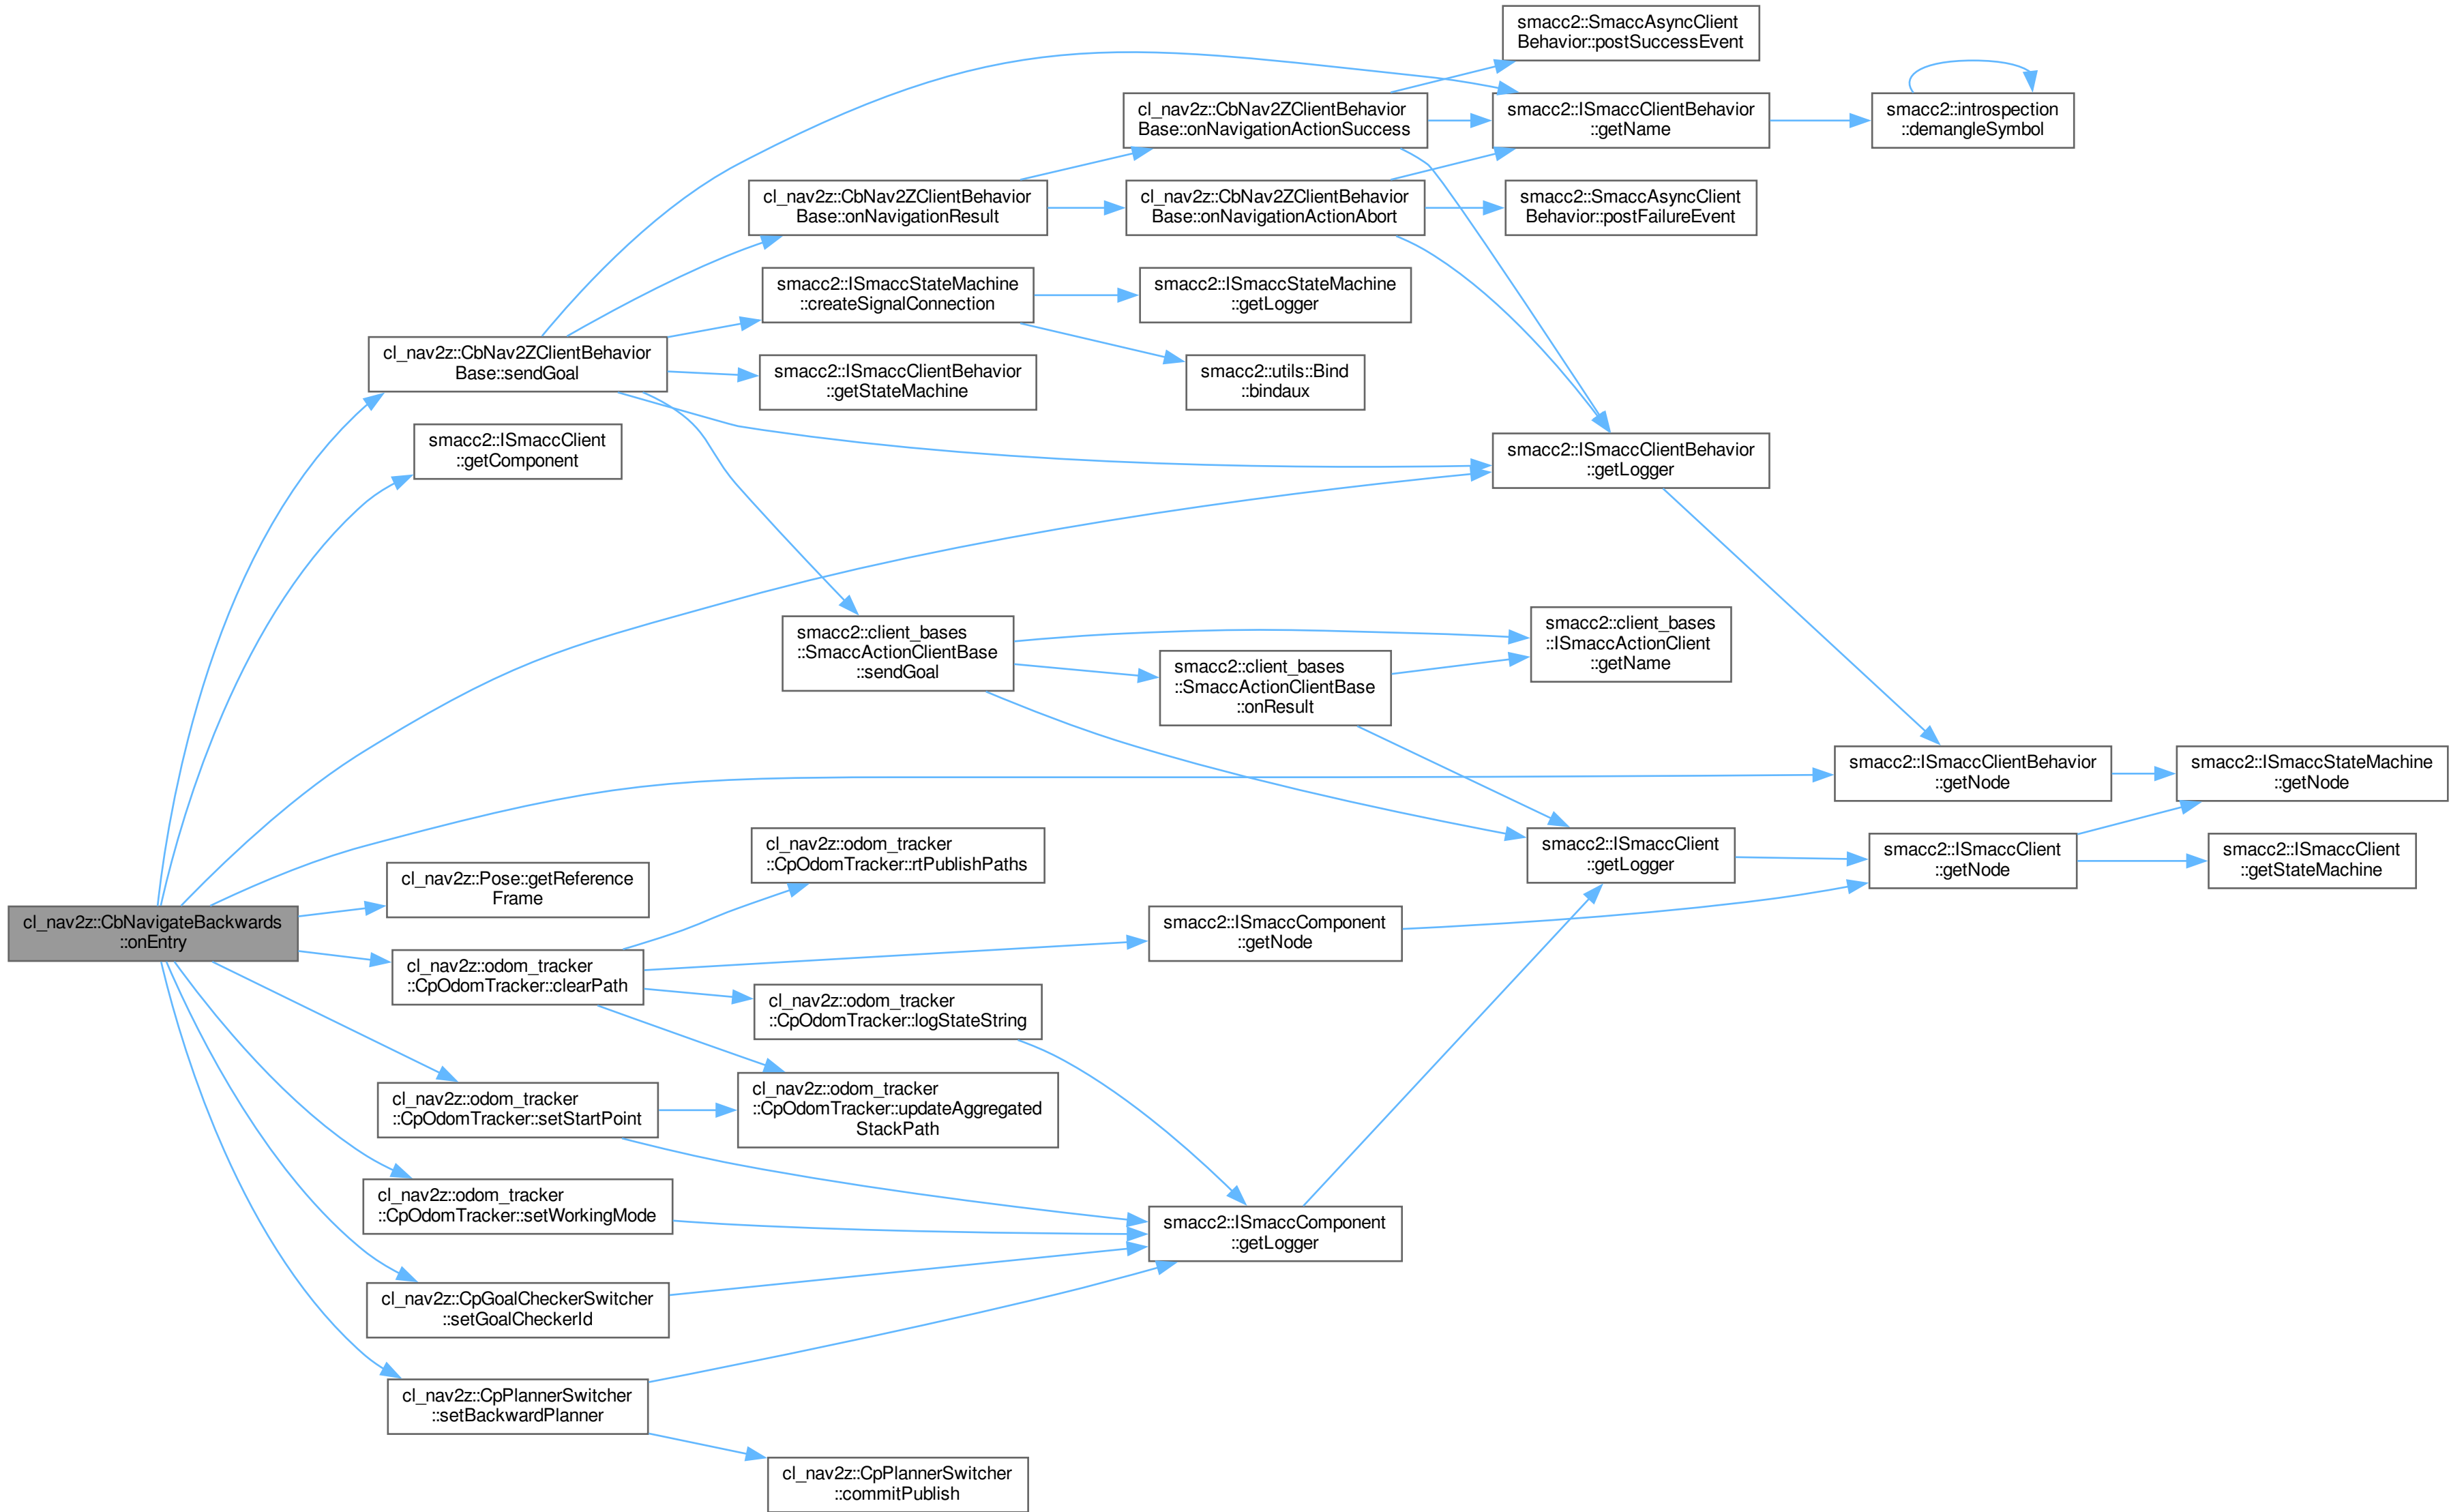 smacc2::SmaccAsyncClient
Behavior::postSuccessEvent
cl_nav2z::CbNav2ZClientBehavior
Base::onNavigationActionSuccess
smacc2::ISmaccClientBehavior
::getName
smacc2::introspection
::demangleSymbol
cl_nav2z::CbNav2ZClientBehavior
Base::onNavigationResult
cl_nav2z::CbNav2ZClientBehavior
Base::onNavigationActionAbort
smacc2::SmaccAsyncClient
Behavior::postFailureEvent
smacc2::ISmaccStateMachine
::createSignalConnection
smacc2::ISmaccStateMachine
::getLogger
cl_nav2z::CbNav2ZClientBehavior
Base::sendGoal
smacc2::ISmaccClientBehavior
::getStateMachine
smacc2::utils::Bind
::bindaux
smacc2::ISmaccClient
::getComponent
smacc2::ISmaccClientBehavior
::getLogger
smacc2::client_bases
::SmaccActionClientBase
::sendGoal
smacc2::client_bases
::SmaccActionClientBase
::onResult
smacc2::client_bases
::ISmaccActionClient
::getName
smacc2::ISmaccClientBehavior
::getNode
smacc2::ISmaccStateMachine
::getNode
cl_nav2z::odom_tracker
::CpOdomTracker::rtPublishPaths
smacc2::ISmaccClient
::getLogger
smacc2::ISmaccClient
::getNode
smacc2::ISmaccClient
::getStateMachine
cl_nav2z::Pose::getReference
Frame
cl_nav2z::CbNavigateBackwards
::onEntry
smacc2::ISmaccComponent
::getNode
cl_nav2z::odom_tracker
::CpOdomTracker::clearPath
cl_nav2z::odom_tracker
::CpOdomTracker::logStateString
cl_nav2z::odom_tracker
::CpOdomTracker::setStartPoint
cl_nav2z::odom_tracker
::CpOdomTracker::updateAggregated
StackPath
cl_nav2z::odom_tracker
::CpOdomTracker::setWorkingMode
smacc2::ISmaccComponent
::getLogger
cl_nav2z::CpGoalCheckerSwitcher
::setGoalCheckerId
cl_nav2z::CpPlannerSwitcher
::setBackwardPlanner
cl_nav2z::CpPlannerSwitcher
::commitPublish